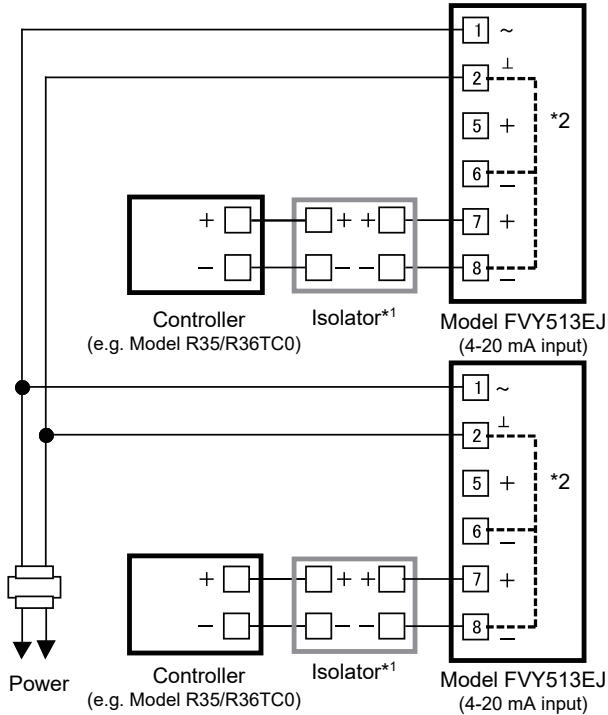 1 ~
2 ⊥
*2
5 +
6 –
+ + + 7 +
– – – 8 –
Controller
(e.g. Model R35/R36TC0)
Isolator*1
Model FVY513EJ
(4-20 mA input)
1 ~
2 ⊥
*2
5 +
6 –
+ + + 7 +
– – – 8 –
Power
Controller
(e.g. Model R35/R36TC0)
Isolator*1
Model FVY513EJ
(4-20 mA input)